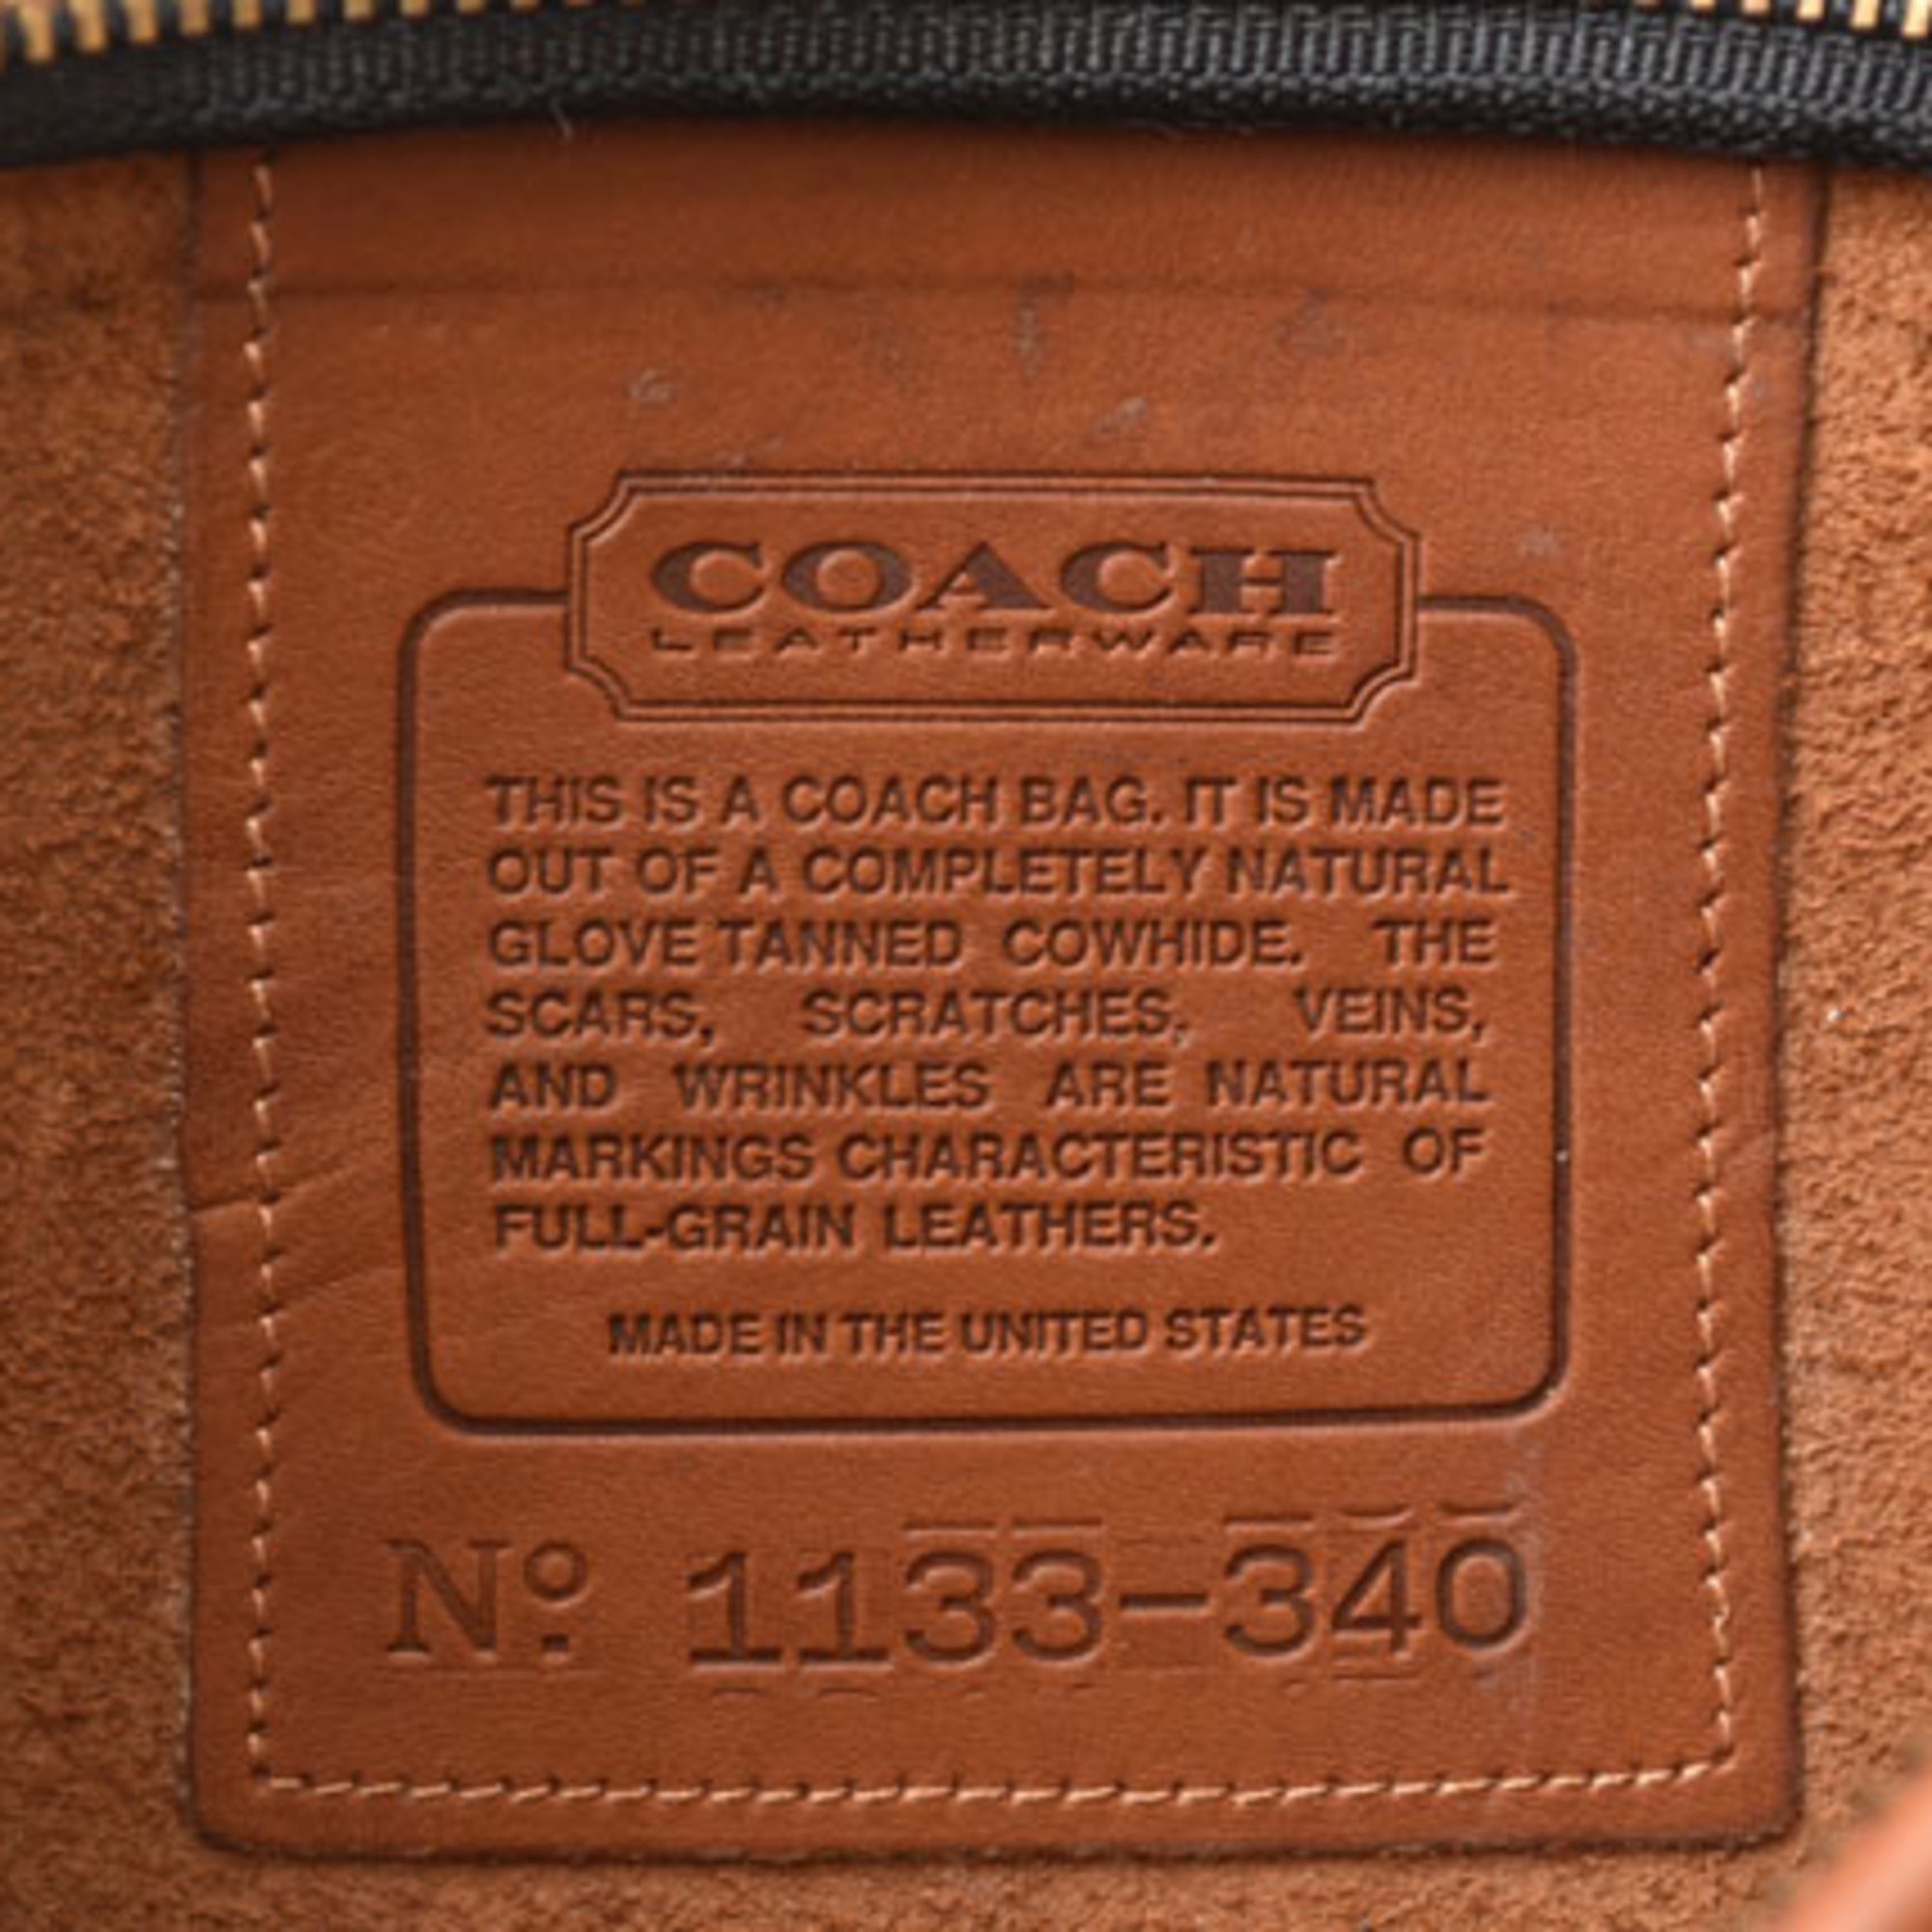 COACH
LEATHERWARE
THIS IS A COACH BAG. IT IS MADE
OUT OF A COMPLETELY NATURAL
GLOVE TANNED COWHIDE. THE
SCARS, SCRATCHES, VEINS,
AND WRINKLES ARE NATURAL
MARKINGS CHARACTERISTIC OF
FULL-GRAIN LEATHERS.
MADE IN THE UNITED STATES
Nº. 1133-340